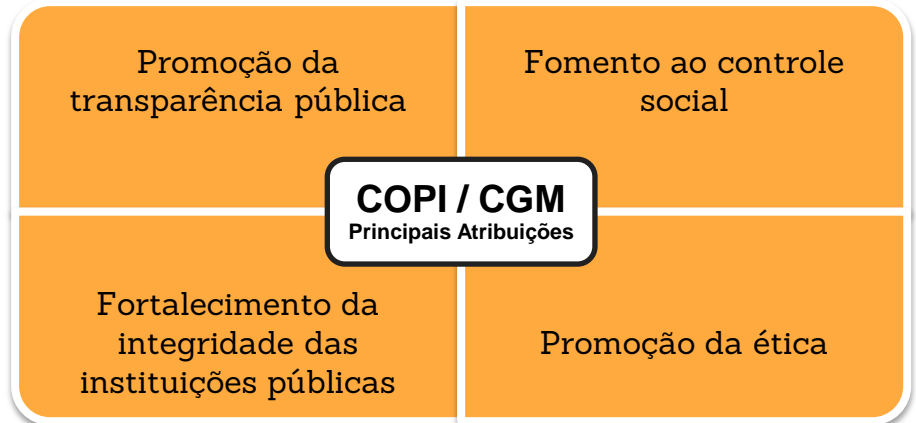 Promoção da
transparência pública
Fomento ao controle
social
COPI / CGM
Principais Atribuições
Fortalecimento da
integridade das
instituições públicas
Promoção da ética